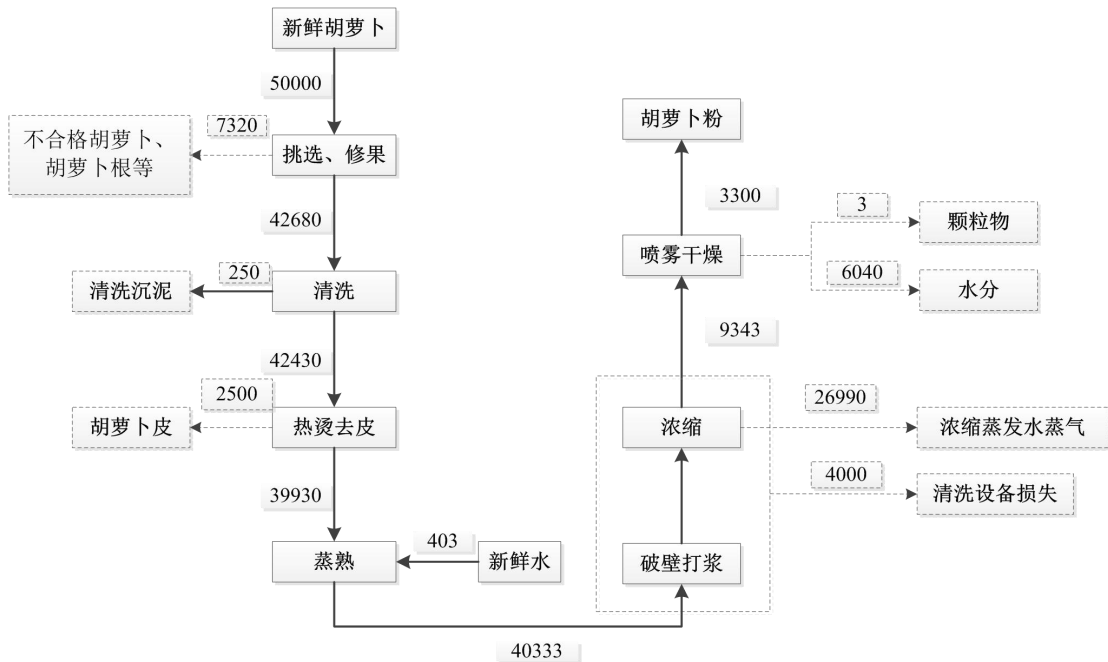 新鲜胡萝卜
50000
7320
不合格胡萝卜、
胡萝卜根等
挑选、修果
42680
250
清洗沉泥
清洗
42430
2500
胡萝卜皮
热烫去皮
39930
蒸熟
403
新鲜水
40333
破壁打浆
浓缩
26990
浓缩蒸发水蒸气
4000
清洗设备损失
9343
喷雾干燥
3
颗粒物
6040
水分
3300
胡萝卜粉